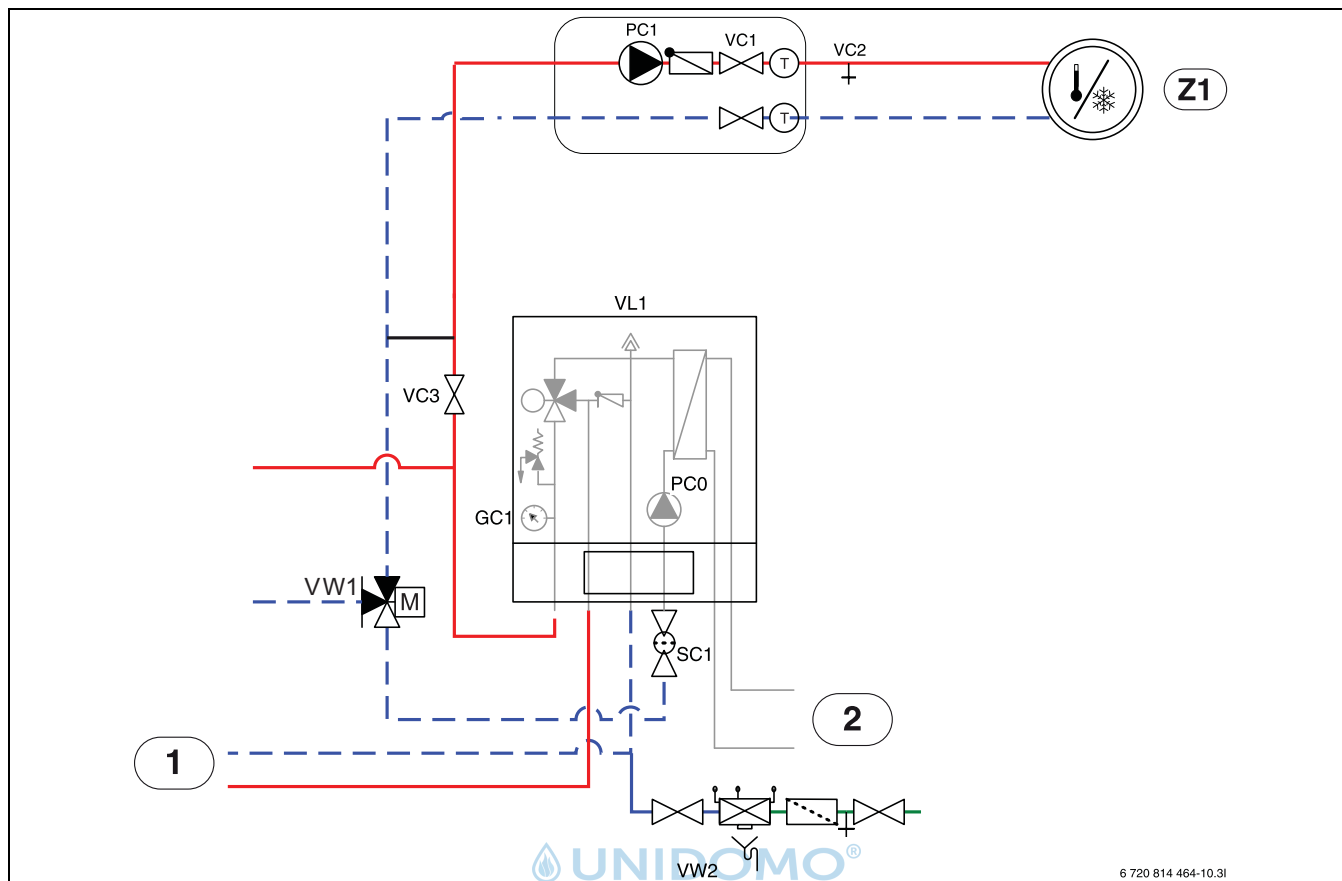 PC1
VC1
VC2
T
Z1
T
VL1
VC3
PC0
GC1
VW1
M
SC1
2
1
UNIDOMO®
VW2
6 720 814 464-10.3I